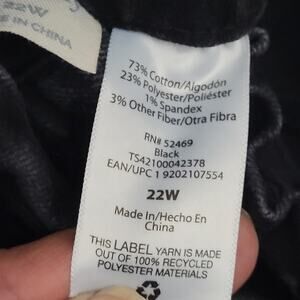 22W
E IN CHINA
73% Cotton/Algodón
23% Polyester/Poliéster
1% Spandex
3% Other Fiber/Otra Fibra
RN# 52469
Black
TS42100042378
EAN/UPC 1 9202107554
22W
Made In/Hecho En
China
THIS LABEL YARN IS MADE
OUT OF 100% RECYCLED
POLYESTER MATERIALS